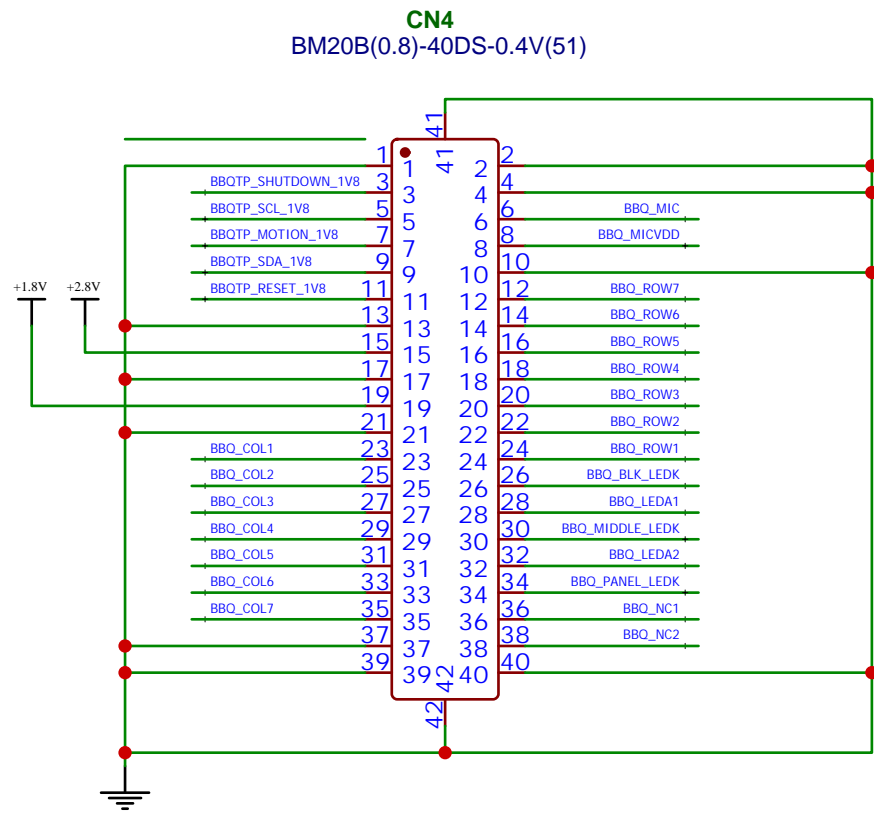 CN4
BM20B(0.8)-40DS-0.4V(51)
41
41
1 1 2 2
BBQTP_SHUTDOWN_1V8 3 3 4 4
BBQTP_SCL_1V8 5 5 6 6 BBQ_MIC
BBQTP_MOTION_1V8 7 7 8 8 BBQ_MICVDD
BBQTP_SDA_1V8 9 9 10 10
+1.8V +2.8V BBQTP_RESET_1V8 11 11 12 12 BBQ_ROW7
13 13 14 14 BBQ_ROW6
15 15 16 16 BBQ_ROW5
17 17 18 18 BBQ_ROW4
19 19 20 20 BBQ_ROW3
21 21 22 22 BBQ_ROW2
BBQ_COL1 23 23 24 24 BBQ_ROW1
BBQ_COL2 25 25 26 26 BBQ_BLK_LEDK
BBQ_COL3 27 27 28 28 BBQ_LEDA1
BBQ_COL4 29 29 30 30 BBQ_MIDDLE_LEDK
BBQ_COL5 31 31 32 32 BBQ_LEDA2
BBQ_COL6 33 33 34 34 BBQ_PANEL_LEDK
BBQ_COL7 35 35 36 36 BBQ_NC1
37 37 38 38 BBQ_NC2
39 39 40 40
42
42